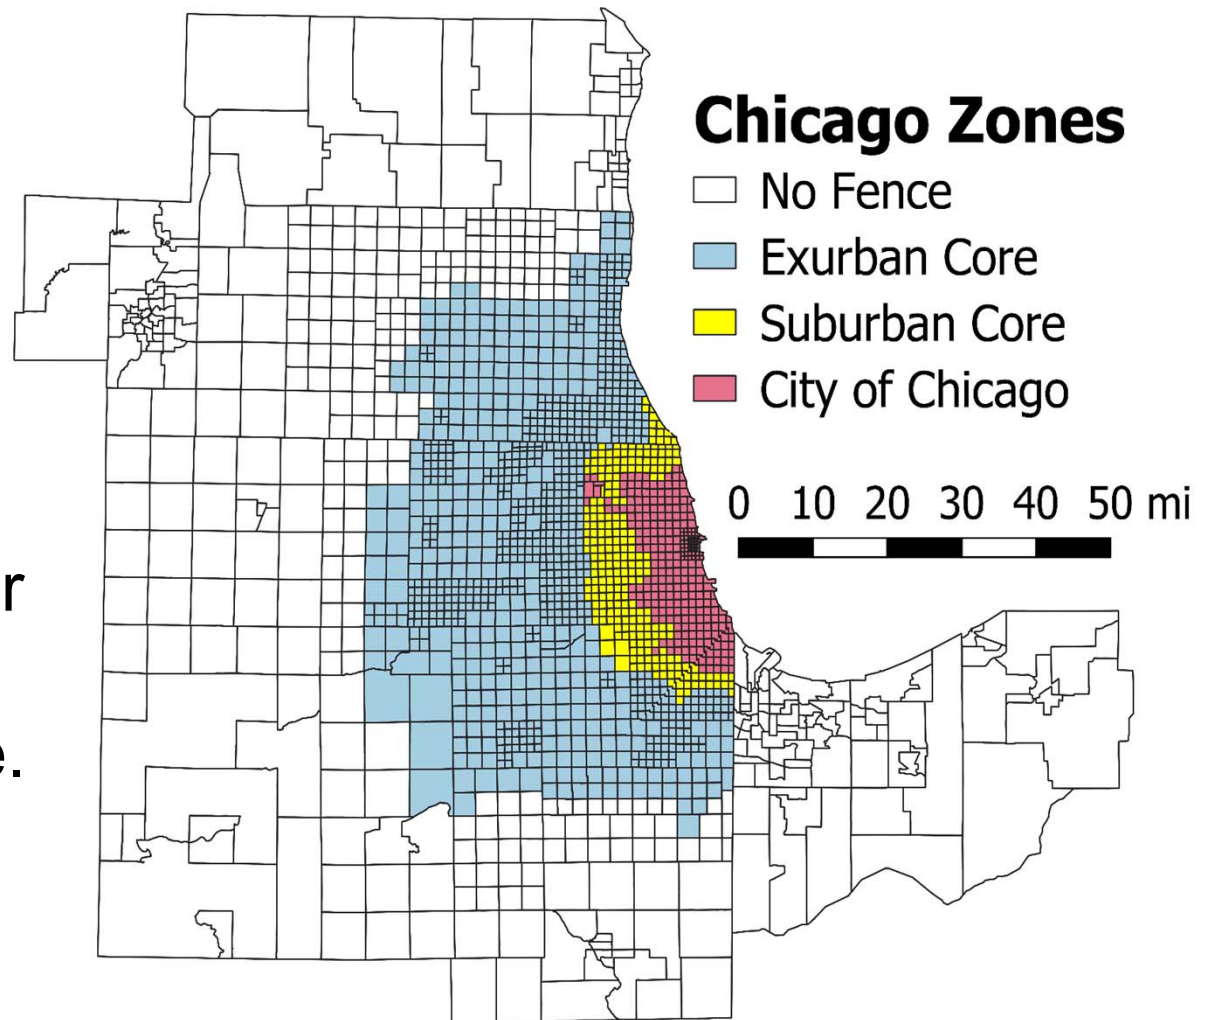 Chicago Zones
No Fence
Exurban Core
Suburban Core
City of Chicago
0 10 20 30 40 50 mi
r
e.